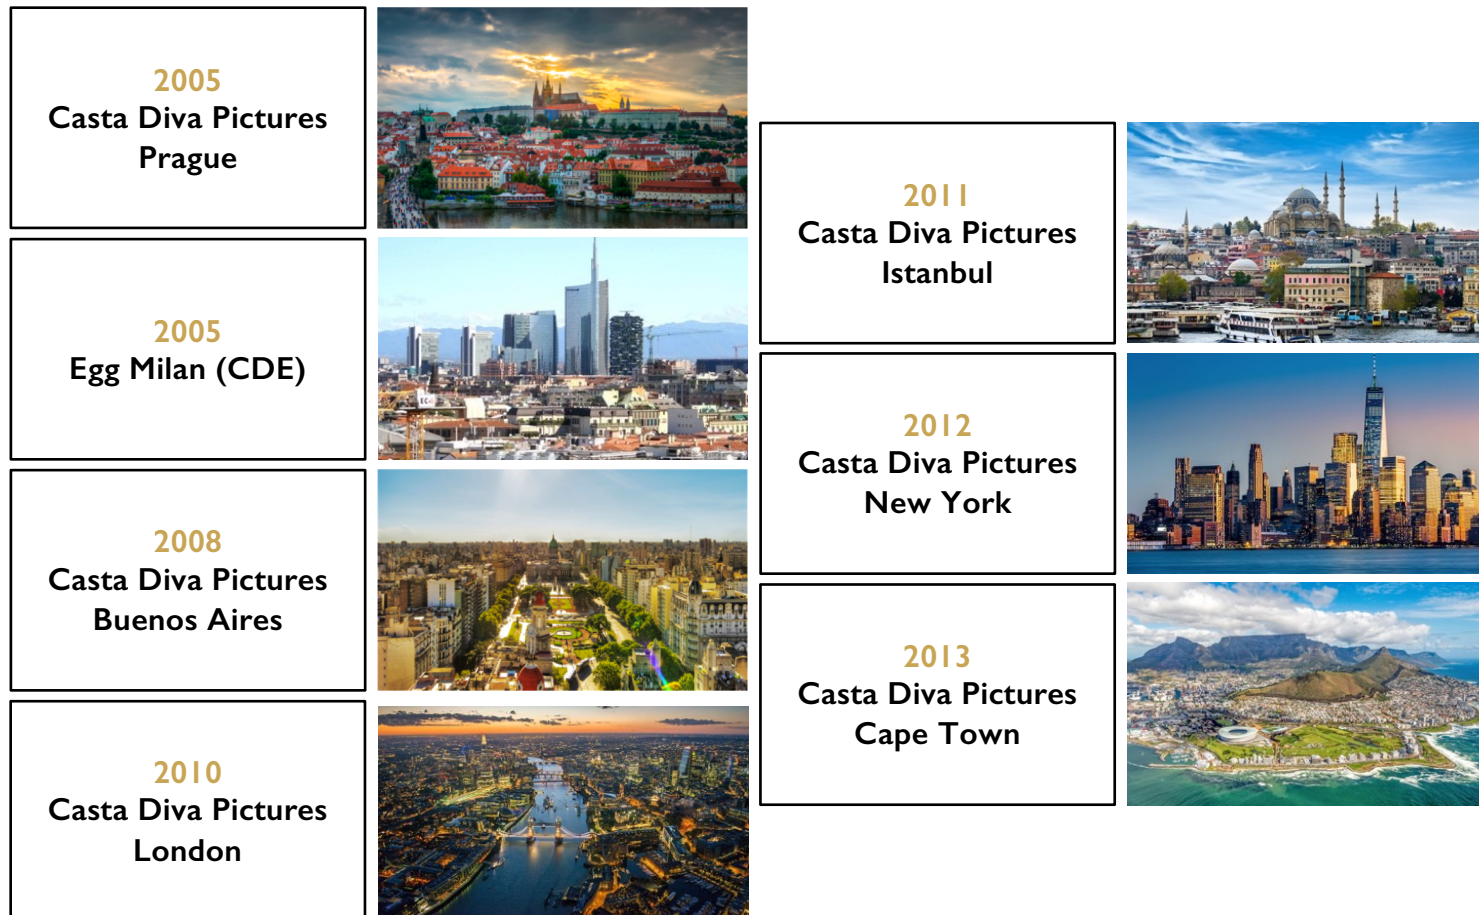 2005
Casta Diva Pictures
Prague
2005
Egg Milan (CDE)
2008
Casta Diva Pictures
Buenos Aires
2010
Casta Diva Pictures
London
2011
Casta Diva Pictures
Istanbul
2012
Casta Diva Pictures
New York
2013
Casta Diva Pictures
Cape Town